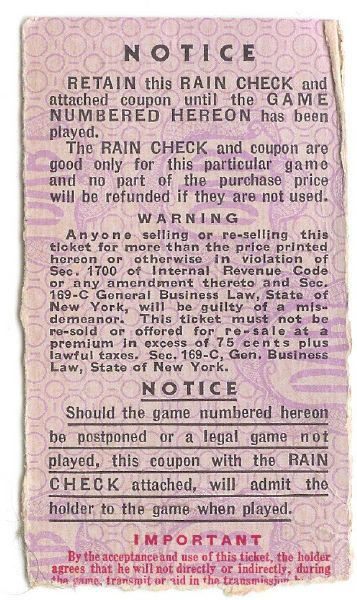 NOTICE
RETAIN this RAIN CHECK and
attached coupon until the GAME
NUMBERED HEREON has been
played.
The RAIN CHECK and coupon are
good only for this particular game
and no part of the purchase price
will be refunded if they are not used.
WARNING
Anyone selling or re-selling this
ticket for more than the price printed
hereon or otherwise in violation of
Sec. 1700 of Internal Revenue Code
or any amendment thereto and Sec.
169-C General Business Law, State of
New York, will be guilty of a mis-
demeanor. This ticket must not be
re-sold or offered for re-sale at a
premium in excess of 75 cents plus
lawful taxes. Sec. 169-C, Gen. Business
Law, State of New York.
NOTICE
Should the game numbered hereon
be postponed or a legal game not
played, this coupon with the RAIN
CHECK attached, will admit the
holder to the game when played.
IMPORTANT
By the acceptance and use of this ticket, the holder
agrees that he will not directly or indirectly, during
the game, transmit or aid in the transmission